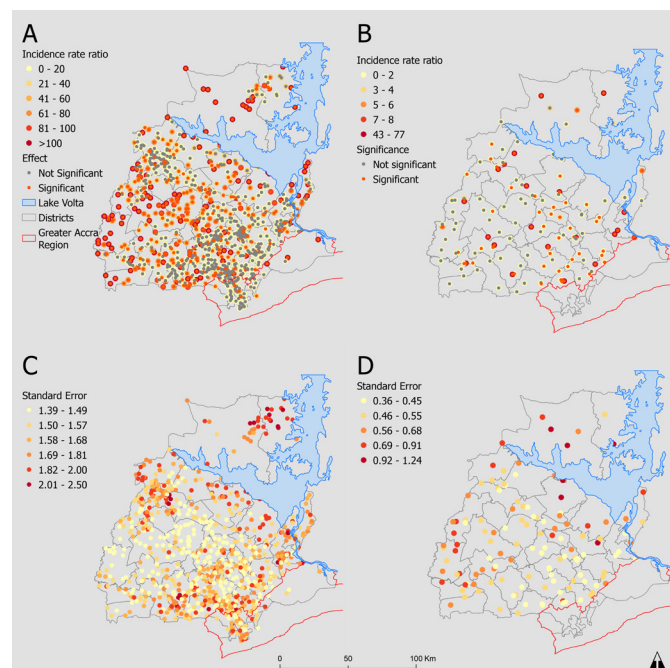 A
Incidence rate ratio
0 - 20
21 - 40
41 - 60
61 - 80
81 - 100
>100
Effect
Not Significant
Significant
Lake Volta
Districts
Greater Accra
Region
B
Incidence rate ratio
0 - 2
3 - 4
5 - 6
7 - 8
43 - 77
Significance
Not significant
Significant
C
Standard Error
1.39 - 1.49
1.50 - 1.57
1.58 - 1.68
1.69 - 1.81
1.82 - 2.00
2.01 - 2.50
D
Standard Error
0.36 - 0.45
0.46 - 0.55
0.56 - 0.68
0.69 - 0.91
0.92 - 1.24
0 50 100 Km